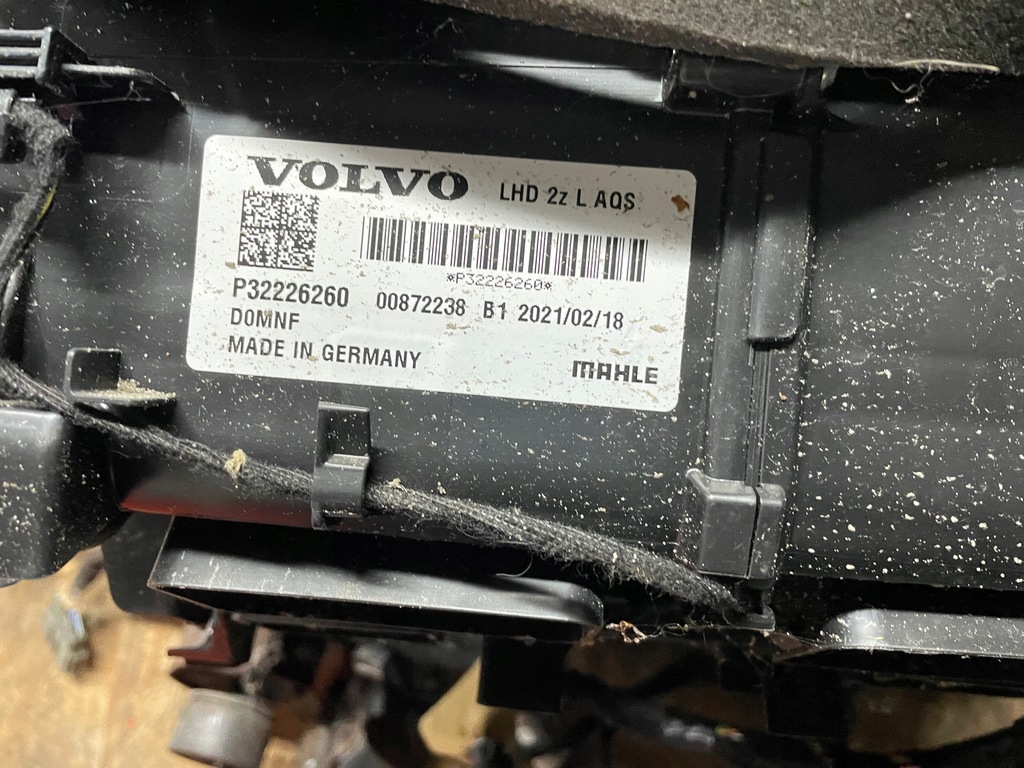 VOLVO LHD 2z L AQS
*P32226260*
P32226260 00872238 B1 2021/02/18
D0MNF
MADE IN GERMANY MAHLE